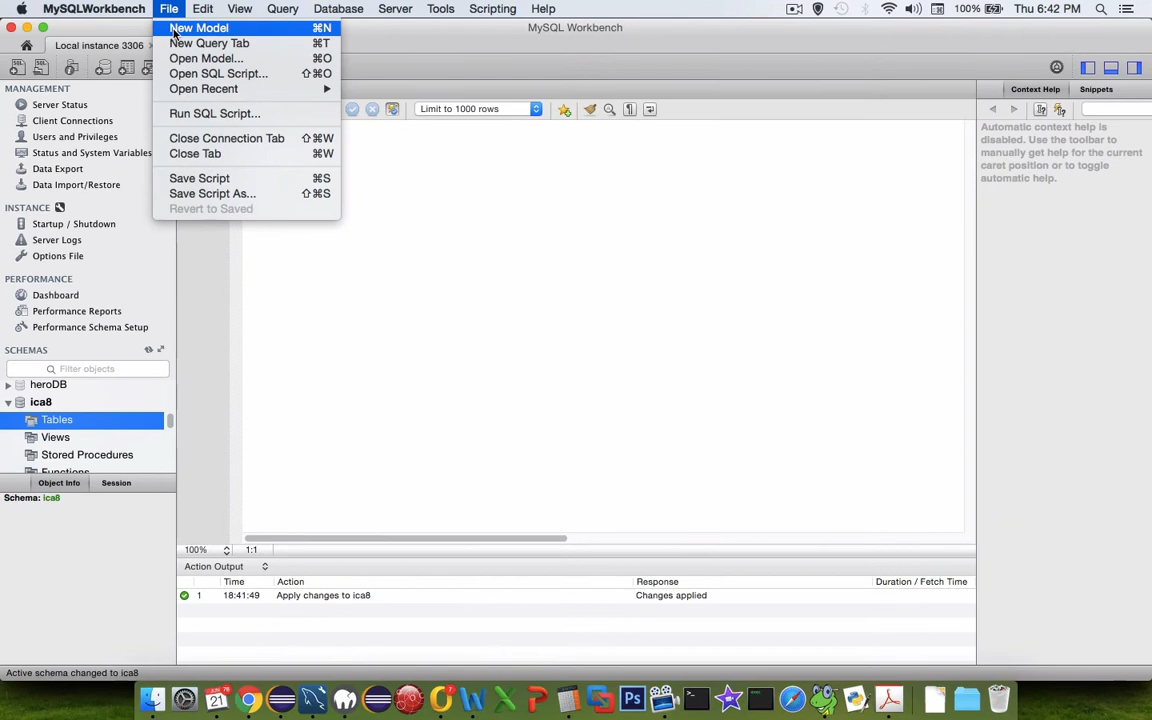 MySQLWorkbench File Edit View Query Database Server Tools Scripting Help 100% Thu 6:42 PM
MySQL Workbench
Local instance 3306
New Model ⌘N
New Query Tab ⌘T
Open Model... ⌘O
Open SQL Script... ⇧⌘O
Open Recent
Run SQL Script...
Close Connection Tab ⇧⌘W
Close Tab ⌘W
Save Script ⌘S
Save Script As... ⇧⌘S
Revert to Saved
MANAGEMENT
Server Status
Client Connections
Users and Privileges
Status and System Variables
Data Export
Data Import/Restore
INSTANCE
Startup / Shutdown
Server Logs
Options File
PERFORMANCE
Dashboard
Performance Reports
Performance Schema Setup
SCHEMAS
Filter objects
heroDB
ica8
Tables
Views
Stored Procedures
Functions
Object Info Session
Schema: ica8
Limit to 1000 rows
Context Help Snippets
Automatic context help is
disabled. Use the toolbar to
manually get help for the current
caret position or to toggle
automatic help.
100% 1:1
Action Output
Time Action Response Duration / Fetch Time
1 18:41:49 Apply changes to ica8 Changes applied
Active schema changed to ica8